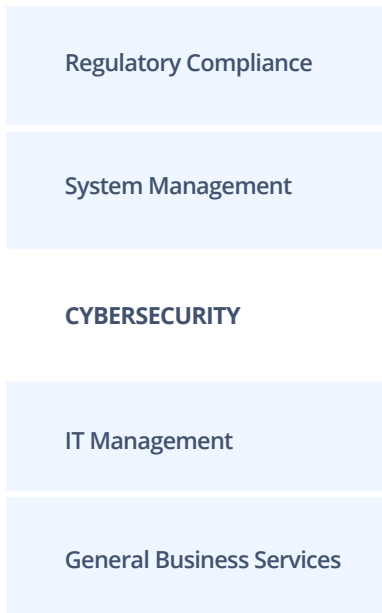 Regulatory Compliance
System Management
CYBERSECURITY
IT Management
General Business Services